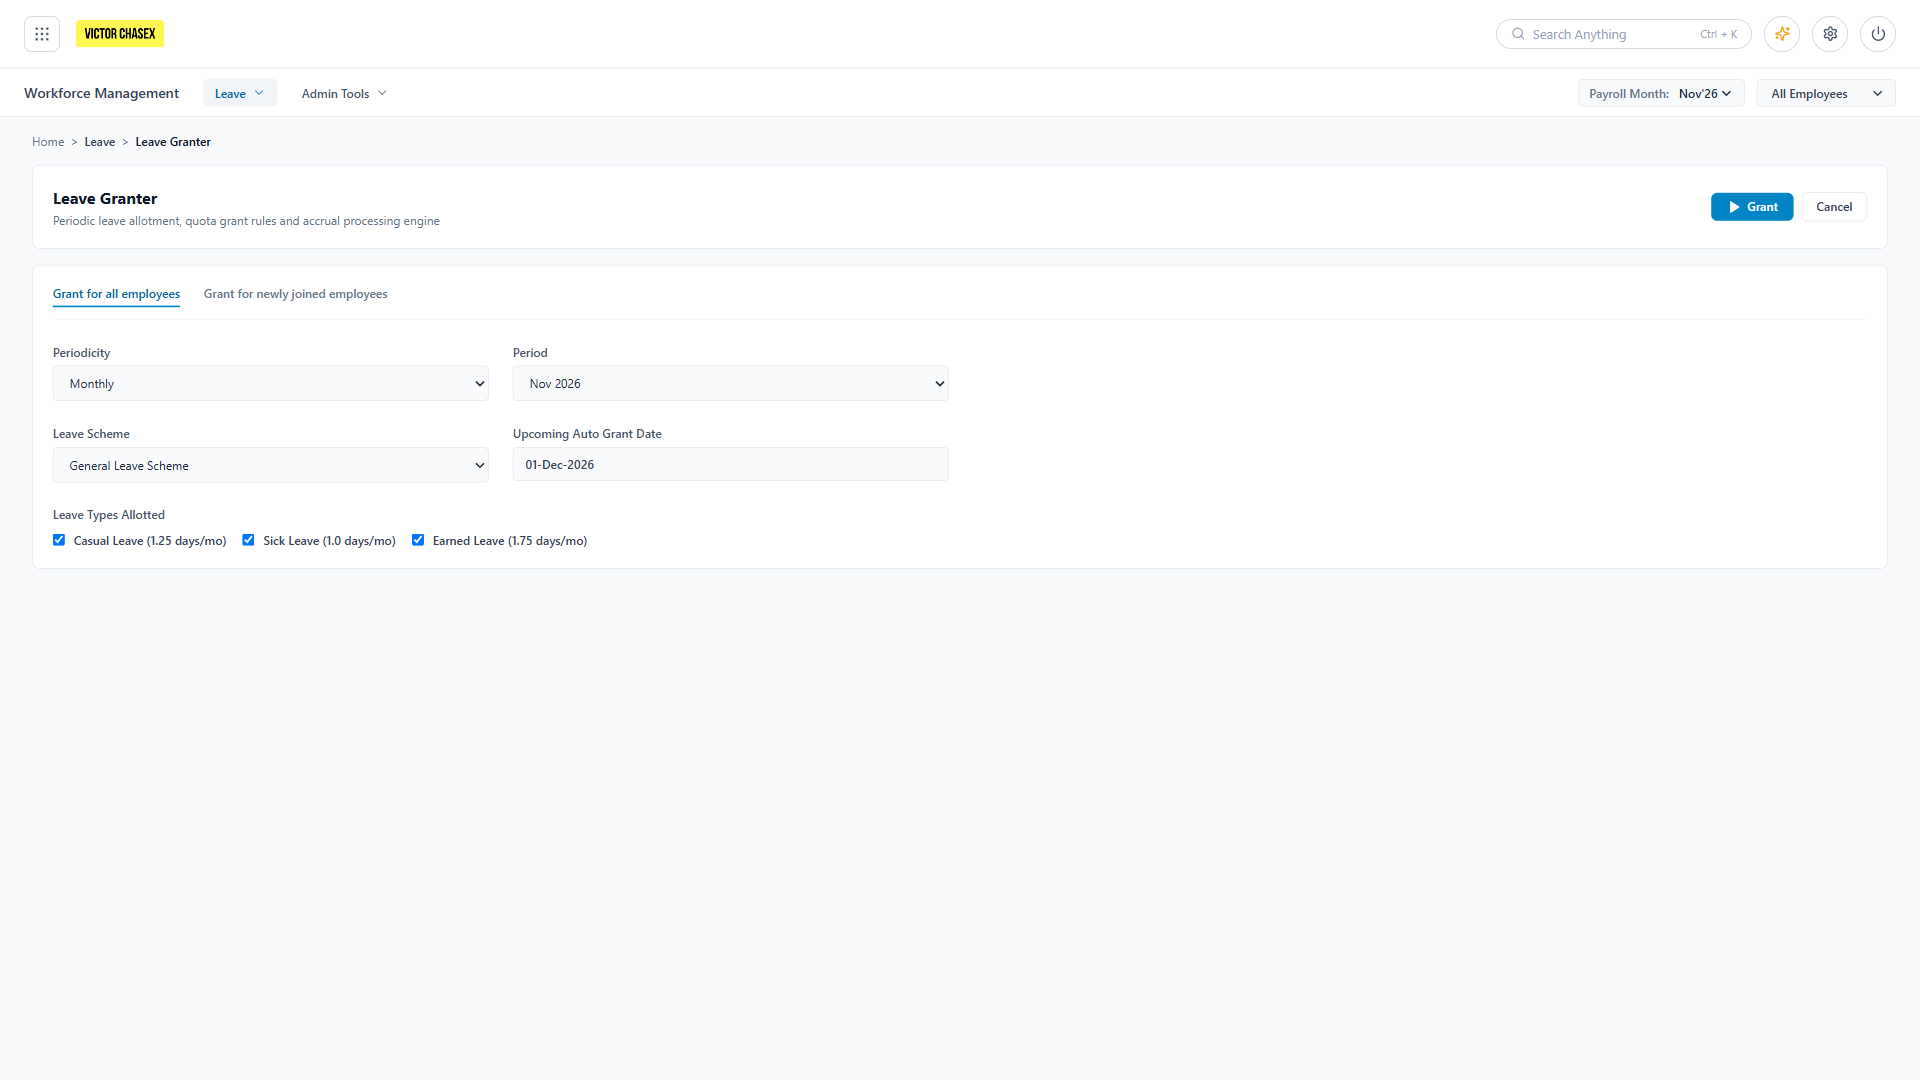 VICTOR CHASEX
Search Anything Ctrl + K
Workforce Management Leave Admin Tools Payroll Month: Nov'26 All Employees
Home > Leave > Leave Granter
Leave Granter
Periodic leave allotment, quota grant rules and accrual processing engine
Grant Cancel
Grant for all employees Grant for newly joined employees
Periodicity Period
Monthly Nov 2026
Leave Scheme Upcoming Auto Grant Date
General Leave Scheme 01-Dec-2026
Leave Types Allotted
Casual Leave (1.25 days/mo) Sick Leave (1.0 days/mo) Earned Leave (1.75 days/mo)